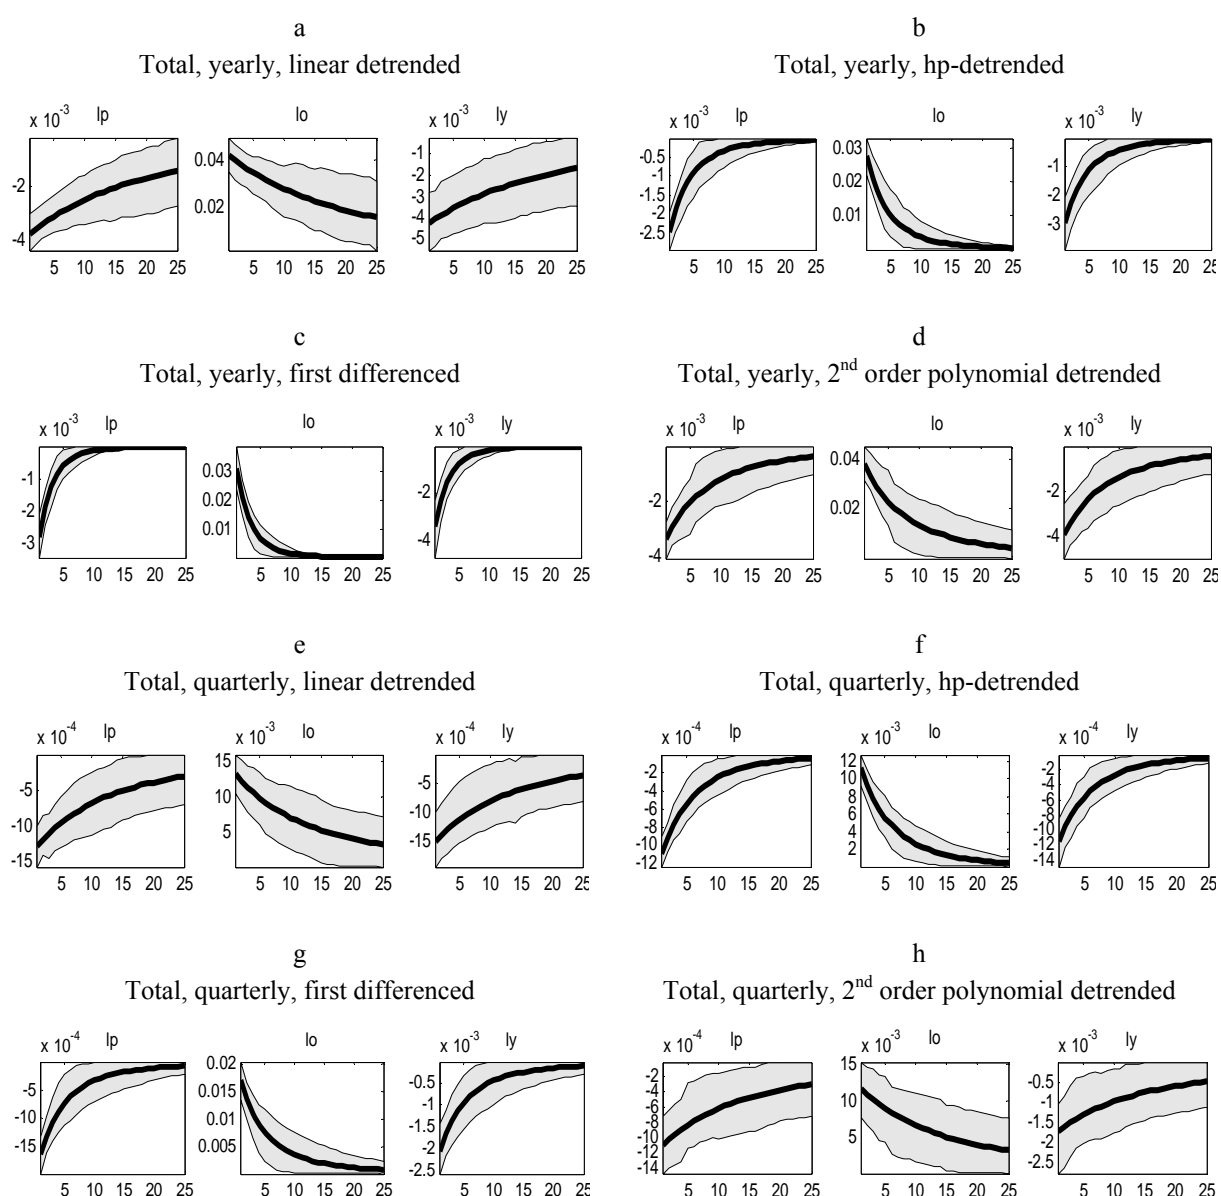 a
Total, yearly, linear detrended
x 10^-3 lp lo ly x 10^-3
-2
-4
0.04
0.02
-1
-2
-3
-4
-5
5 10 15 20 25 5 10 15 20 25 5 10 15 20 25
b
Total, yearly, hp-detrended
x 10^-3 lp lo x 10^-3 ly
-0.5
-1
-1.5
-2
-2.5
0.03
0.02
0.01
-1
-2
-3
5 10 15 20 25 5 10 15 20 25 5 10 15 20 25
c
Total, yearly, first differenced
x 10^-3 lp lo x 10^-3 ly
-1
-2
-3
0.03
0.02
0.01
-2
-4
5 10 15 20 25 5 10 15 20 25 5 10 15 20 25
d
Total, yearly, 2nd order polynomial detrended
x 10^-3 lp lo x 10^-3 ly
-2
-4
0.04
0.02
-2
-4
5 10 15 20 25 5 10 15 20 25 5 10 15 20 25
e
Total, quarterly, linear detrended
x 10^-4 lp x 10^-3 lo x 10^-4 ly
-5
-10
-15
15
10
5
-5
-10
-15
5 10 15 20 25 5 10 15 20 25 5 10 15 20 25
f
Total, quarterly, hp-detrended
x 10^-4 lp x 10^-3 lo x 10^-4 ly
-2
-4
-6
-8
-10
-12
12
10
8
6
4
2
-2
-4
-6
-8
-10
-12
-14
5 10 15 20 25 5 10 15 20 25 5 10 15 20 25
g
Total, quarterly, first differenced
x 10^-4 lp lo x 10^-3 ly
-5
-10
-15
0.02
0.015
0.01
0.005
-0.5
-1
-1.5
-2
-2.5
5 10 15 20 25 5 10 15 20 25 5 10 15 20 25
h
Total, quarterly, 2nd order polynomial detrended
x 10^-4 lp x 10^-3 lo x 10^-3 ly
-2
-4
-6
-8
-10
-12
-14
15
10
5
-0.5
-1
-1.5
-2
-2.5
5 10 15 20 25 5 10 15 20 25 5 10 15 20 25